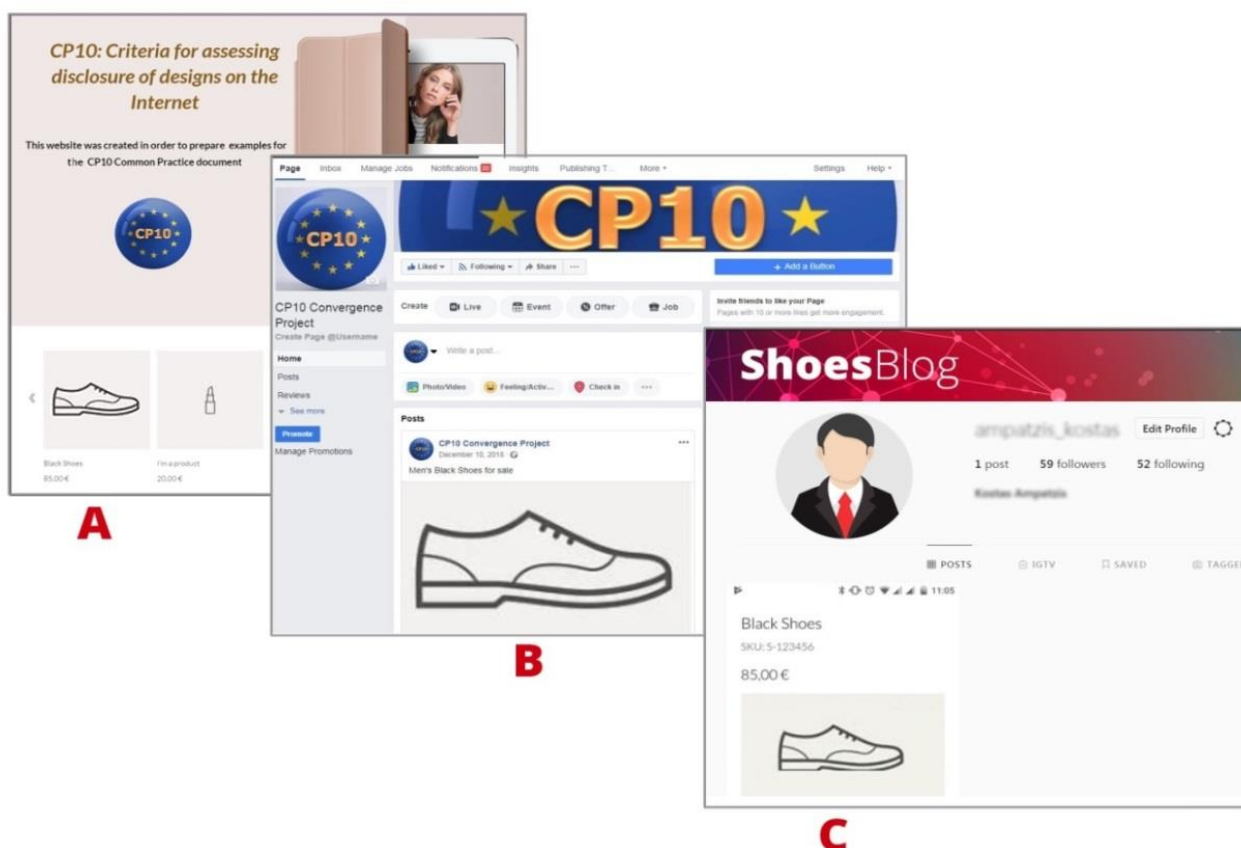 CP10: Criteria for assessing
disclosure of designs on the
Internet
This website was created in order to prepare examples for
the CP10 Common Practice document
CP10
Black Shoes
85,00 €
I'm a product
20,00 €
A
Page Inbox Manage Jobs Notifications Insights Publishing T... More Settings Help
CP10
CP10
Liked Following Share ...
+ Add a Button
CP10 Convergence
Project
Create Page @Username
Home
Posts
Reviews
See more
Promote
Manage Promotions
Create Live Event Offer Job
Write a post...
Photo/Video Feeling/Activ... Check in ...
Invite friends to like your Page
Pages with 10 or more likes get more engagement.
Posts
CP10 Convergence Project
December 10, 2018
...
Men's Black Shoes for sale
B
ShoesBlog
ampatzis_kostas Edit Profile
1 post 59 followers 52 following
Kostas Ampatzis
POSTS IGTV SAVED TAGGE
11:05
Black Shoes
SKU: S-123456
85,00 €
C